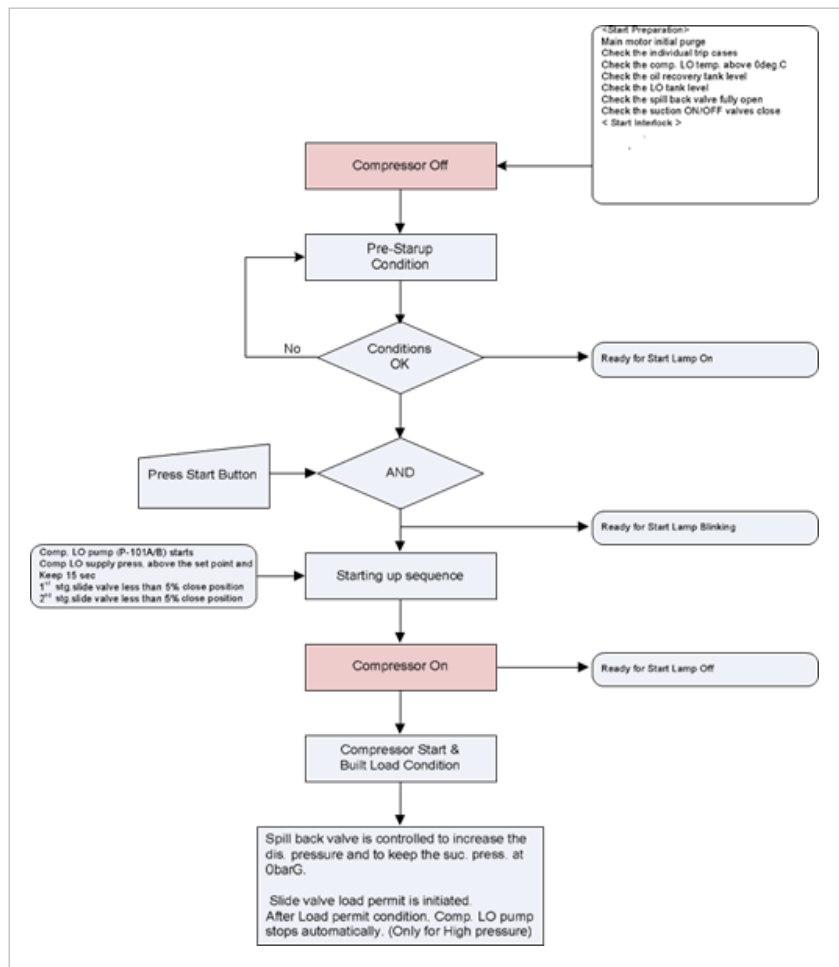 <Start Preparation>
Main motor initial purge
Check the individual trip cases
Check the comp. LO temp. above 0deg.C
Check the oil recovery tank level
Check the LO tank level
Check the spill back valve fully open
Check the suction ON/OFF valves close
< Start Interlock >
Compressor Off
Pre-Starup
Condition
Conditions
OK
No
Ready for Start Lamp On
Press Start Button
AND
Ready for Start Lamp Blinking
Comp. LO pump (P-101A/B) starts
Comp LO supply press. above the set point and
Keep 15 sec
1st stg.slide valve less than 5% close position
2nd stg.slide valve less than 5% close position
Starting up sequence
Compressor On
Ready for Start Lamp Off
Compressor Start &
Built Load Condition
Spill back valve is controlled to increase the
dis. pressure and to keep the suc. press. at
0barG.
Slide valve load permit is initiated.
After Load permit condition. Comp. LO pump
stops automatically. (Only for High pressure)